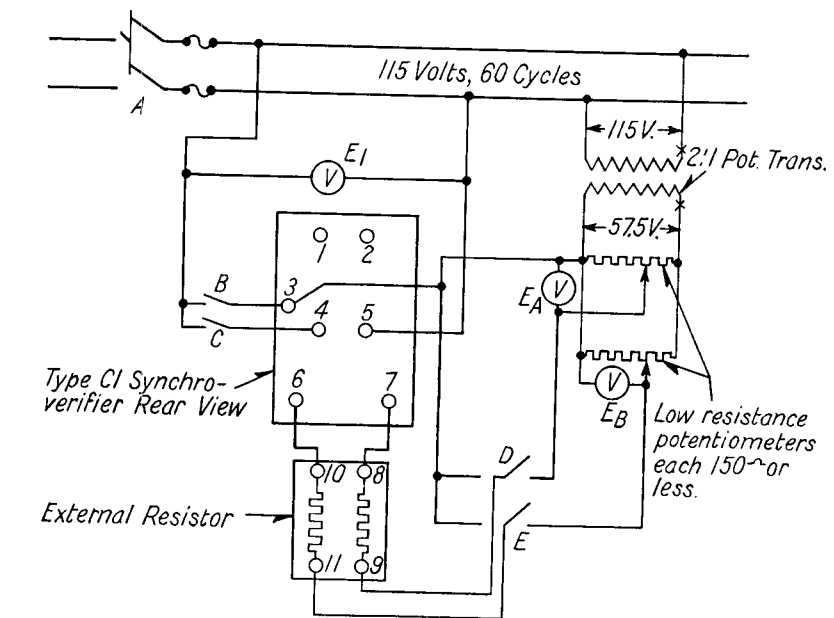 115 Volts, 60 Cycles
A
115V.
2:1 Pot. Trans.
E1
V
57.5V.
1
2
B
3
EA
V
C
4
5
Type CI Synchro-
verifier Rear View
6
7
V
EB
Low resistance
potentiometers
each 150~or
less.
D
10
8
External Resistor
E
11
9